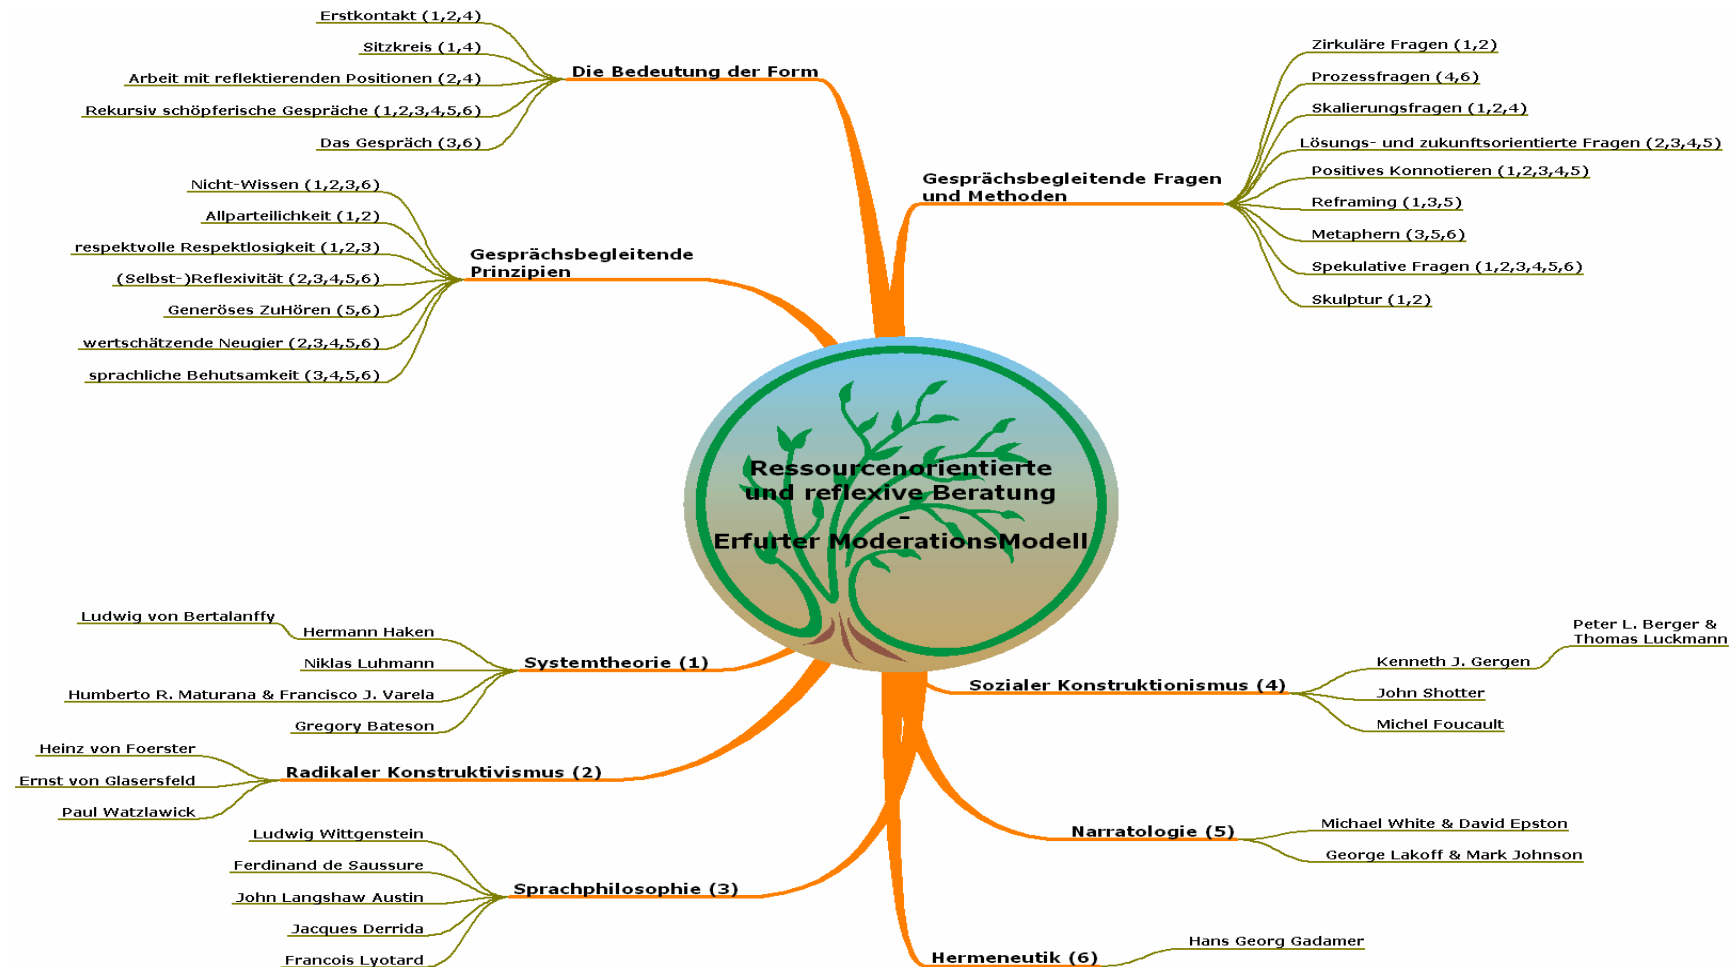 Erstkontakt (1,2,4)
Sitzkreis (1,4)
Arbeit mit reflektierenden Positionen (2,4)
Rekursiv schöpferische Gespräche (1,2,3,4,5,6)
Das Gespräch (3,6)
Die Bedeutung der Form
Nicht-Wissen (1,2,3,6)
Allparteilichkeit (1,2)
respektvolle Respektlosigkeit (1,2,3)
(Selbst-)Reflexivität (2,3,4,5,6)
Generöses ZuHören (5,6)
wertschätzende Neugier (2,3,4,5,6)
sprachliche Behutsamkeit (3,4,5,6)
Gesprächsbegleitende
Prinzipien
Gesprächsbegleitende Fragen
und Methoden
Zirkuläre Fragen (1,2)
Prozessfragen (4,6)
Skalierungsfragen (1,2,4)
Lösungs- und zukunftsorientierte Fragen (2,3,4,5)
Positives Konnotieren (1,2,3,4,5)
Reframing (1,3,5)
Metaphern (3,5,6)
Spekulative Fragen (1,2,3,4,5,6)
Skulptur (1,2)
Ressourcenorientierte
und reflexive Beratung
–
Erfurter ModerationsModell
Ludwig von Bertalanffy
Hermann Haken
Niklas Luhmann
Humberto R. Maturana & Francisco J. Varela
Gregory Bateson
Systemtheorie (1)
Heinz von Foerster
Ernst von Glasersfeld
Paul Watzlawick
Radikaler Konstruktivismus (2)
Ludwig Wittgenstein
Ferdinand de Saussure
John Langshaw Austin
Jacques Derrida
Francois Lyotard
Sprachphilosophie (3)
Sozialer Konstruktionismus (4)
Peter L. Berger &
Thomas Luckmann
Kenneth J. Gergen
John Shotter
Michel Foucault
Narratologie (5)
Michael White & David Epston
George Lakoff & Mark Johnson
Hermeneutik (6)
Hans Georg Gadamer